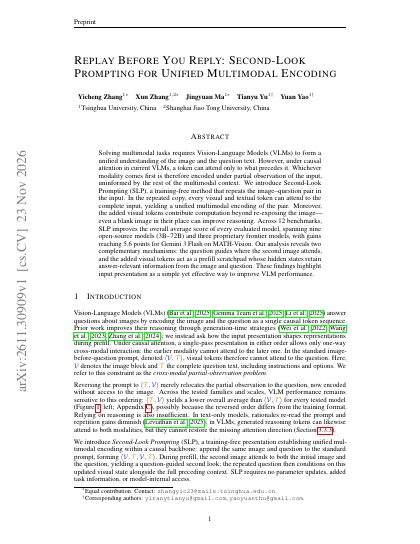 Preprint
REPLAY BEFORE YOU REPLY: SECOND-LOOK
PROMPTING FOR UNIFIED MULTIMODAL ENCODING
Yicheng Zhang Xun Zhang Jingyuan Ma Tianyu Yu Yuan Yao
Tsinghua University, China Shanghai Jiao Tong University, China
ABSTRACT
Solving multimodal tasks requires Vision-Language Models (VLMs) to form a
unified understanding of the image and the question text. However, under causal
attention in current VLMs, a token can attend only to what precedes it. Whichever
modality comes first is therefore encoded under partial observation of the input,
uninformed by the rest of the multimodal context. We introduce Second-Look
Prompting (SLP), a training-free method that repeats the image–question pair
in the input. In the repeated copy, every visual and textual token can attend to the
complete input, yielding a unified multimodal encoding of the pair. Moreover,
the added visual tokens contribute computation beyond re-exposing the image—
even a blank image in their place can improve reasoning. Across 12 benchmarks,
SLP improves the overall average score of every evaluated model, spanning nine
open-source models (3B–72B) and three proprietary frontier models, with gains
reaching 5.6 points for Gemini 3 Flash on MATH-Vision. Our analysis reveals two
complementary mechanisms: the question guides where the second image attends,
and the added visual tokens act as a prefill scratchpad whose hidden states retain
answer-relevant information from the image and question. These findings highlight
input presentation as a simple yet effective way to improve VLM performance.
1 INTRODUCTION
Vision-Language Models (VLMs) (Bai et al., 2025; Gemma Team et al., 2025; Li et al., 2025) answer
questions about images by encoding the image and the question as a single causal token sequence.
Prior work improves reasoning through generation-time strategies (Wei et al., 2022; Wang
et al., 2023; Zhang et al., 2024); we instead ask how the input presentation shapes representations
during prefill. Under causal attention, a single-pass presentation in either order allows only one-way
cross-modal interaction: the earlier modality cannot attend to the later one. In the standard image-
before-question prompt, denoted (V, T), visual tokens therefore cannot attend to the question. Here,
V denotes the image block and T the complete question text, including instructions and options. We
refer to this constraint as the cross-modal partial-observation problem.
Reversing the prompt to (T, V) merely relocates the partial observation to the question, now encoded
without access to the image. Across the tested families and scales, VLM performance remains
sensitive to this ordering: (T, V) yields a lower overall average than (V, T) for every tested model
left; Appendix possibly because the reversed order differs from the training format.
Relying on reasoning is also insufficient. In text-only models, rationales re-read the prompt and
repetition gains diminish (Leviathan et al., 2025); in VLMs, generated reasoning tokens can likewise
attend to both modalities, but they cannot restore the missing attention direction (Section 3.3.3).
We introduce Second-Look Prompting (SLP), a training-free presentation establishing unified mul-
timodal encoding within a causal backbone: append the same image and question to the standard
prompt, forming (V, T, V, T). During prefill, the second image attends to both the initial image and
the question, yielding a question-guided second look; the repeated question then conditions on this
updated visual state alongside the full context. SLP requires no parameter updates, added
task information, or model-internal access.
Equal contribution. Contact: zhangyic23@mails.tsinghua.edu.cn.
Corresponding authors: yiranytianyu@gmail.com, yaoyuanthu@gmail.com.
1
arXiv:2611.30909v1 [cs.CV] 23 Nov 2026